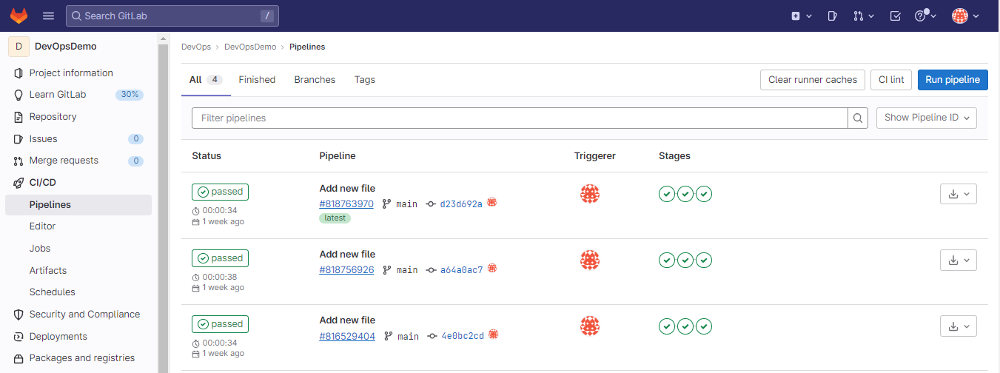 Search GitLab /
D DevOpsDemo
Project information
Learn GitLab 30%
Repository
Issues 0
Merge requests 0
CI/CD
Pipelines
Editor
Jobs
Artifacts
Schedules
Security and Compliance
Deployments
Packages and registries
DevOps › DevOpsDemo › Pipelines
All 4 Finished Branches Tags Clear runner caches CI lint Run pipeline
Filter pipelines Show Pipeline ID
Status Pipeline Triggerer Stages
passed Add new file
#818763970 main d23d692a
00:00:34
latest
1 week ago
passed Add new file
#818756926 main a64a0ac7
00:00:38
1 week ago
passed Add new file
#816529404 main 4e0bc2cd
00:00:34
1 week ago